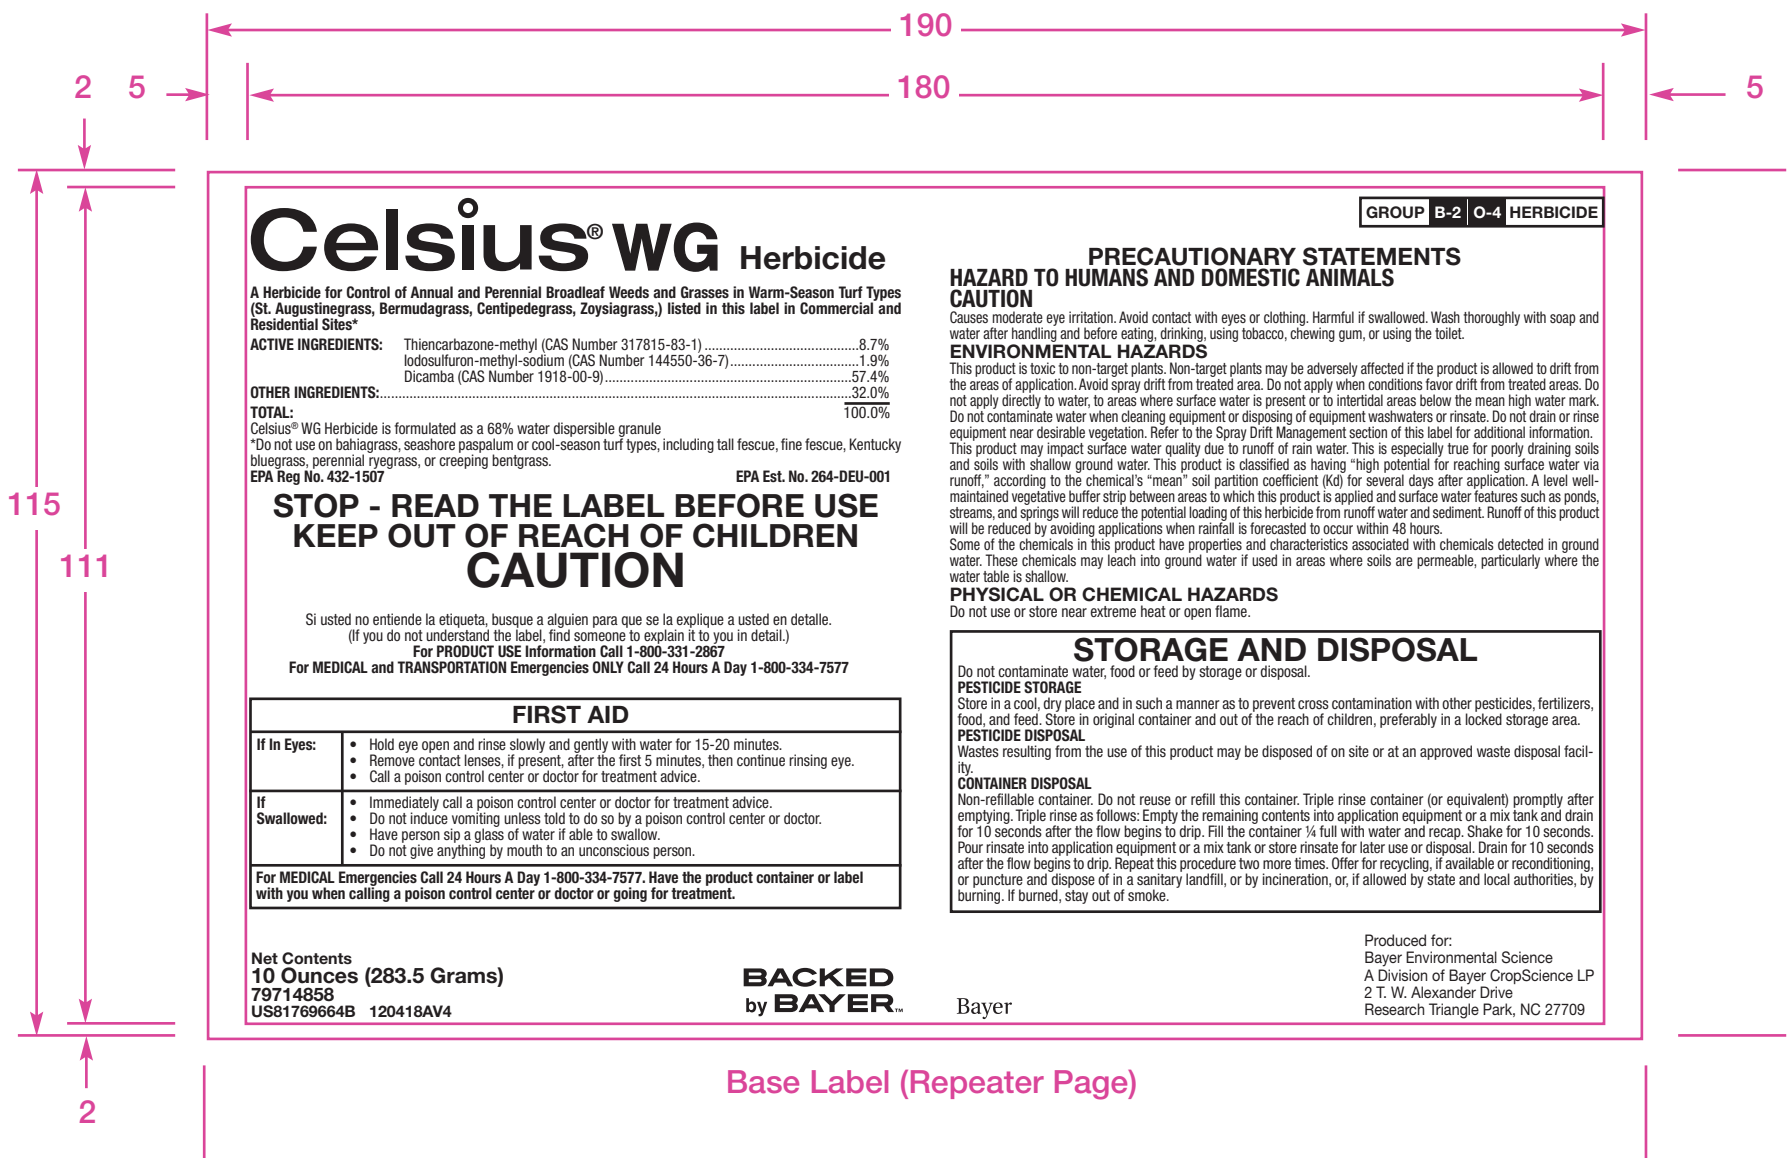 190
2 5 180 5
115
111
2
Celsius® WG Herbicide
A Herbicide for Control of Annual and Perennial Broadleaf Weeds and Grasses in Warm-Season Turf Types
(St. Augustinegrass, Bermudagrass, Centipedegrass, Zoysiagrass,) listed in this label in Commercial and
Residential Sites*
ACTIVE INGREDIENTS: Thiencarbazone-methyl (CAS Number 317815-83-1) ........................................8.7%
Iodosulfuron-methyl-sodium (CAS Number 144550-36-7).................................1.9%
Dicamba (CAS Number 1918-00-9)................................................................57.4%
OTHER INGREDIENTS:..........................................................................................................................32.0%
TOTAL: 100.0%
Celsius® WG Herbicide is formulated as a 68% water dispersible granule
*Do not use on bahiagrass, seashore paspalum or cool-season turf types, including tall fescue, fine fescue, Kentucky
bluegrass, perennial ryegrass, or creeping bentgrass.
EPA Reg No. 432-1507 EPA Est. No. 264-DEU-001
STOP - READ THE LABEL BEFORE USE
KEEP OUT OF REACH OF CHILDREN
CAUTION
Si usted no entiende la etiqueta, busque a alguien para que se la explique a usted en detalle.
(If you do not understand the label, find someone to explain it to you in detail.)
For PRODUCT USE Information Call 1-800-331-2867
For MEDICAL and TRANSPORTATION Emergencies ONLY Call 24 Hours A Day 1-800-334-7577
FIRST AID
If In Eyes:
• Hold eye open and rinse slowly and gently with water for 15-20 minutes.
• Remove contact lenses, if present, after the first 5 minutes, then continue rinsing eye.
• Call a poison control center or doctor for treatment advice.
If
Swallowed:
• Immediately call a poison control center or doctor for treatment advice.
• Do not induce vomiting unless told to do so by a poison control center or doctor.
• Have person sip a glass of water if able to swallow.
• Do not give anything by mouth to an unconscious person.
For MEDICAL Emergencies Call 24 Hours A Day 1-800-334-7577. Have the product container or label
with you when calling a poison control center or doctor or going for treatment.
Net Contents
10 Ounces (283.5 Grams)
79714858
US81769664B 120418AV4
BACKED
by BAYER™
GROUP B-2 O-4 HERBICIDE
PRECAUTIONARY STATEMENTS
HAZARD TO HUMANS AND DOMESTIC ANIMALS
CAUTION
Causes moderate eye irritation. Avoid contact with eyes or clothing. Harmful if swallowed. Wash thoroughly with soap and
water after handling and before eating, drinking, using tobacco, chewing gum, or using the toilet.
ENVIRONMENTAL HAZARDS
This product is toxic to non-target plants. Non-target plants may be adversely affected if the product is allowed to drift from
the areas of application. Avoid spray drift from treated area. Do not apply when conditions favor drift from treated areas. Do
not apply directly to water, to areas where surface water is present or to intertidal areas below the mean high water mark.
Do not contaminate water when cleaning equipment or disposing of equipment washwaters or rinsate. Do not drain or rinse
equipment near desirable vegetation. Refer to the Spray Drift Management section of this label for additional information.
This product may impact surface water quality due to runoff of rain water. This is especially true for poorly draining soils
and soils with shallow ground water. This product is classified as having “high potential for reaching surface water via
runoff,” according to the chemical’s “mean” soil partition coefficient (Kd) for several days after application. A level well-
maintained vegetative buffer strip between areas to which this product is applied and surface water features such as ponds,
streams, and springs will reduce the potential loading of this herbicide from runoff water and sediment. Runoff of this product
will be reduced by avoiding applications when rainfall is forecasted to occur within 48 hours.
Some of the chemicals in this product have properties and characteristics associated with chemicals detected in ground
water. These chemicals may leach into ground water if used in areas where soils are permeable, particularly where the
water table is shallow.
PHYSICAL OR CHEMICAL HAZARDS
Do not use or store near extreme heat or open flame.
STORAGE AND DISPOSAL
Do not contaminate water, food or feed by storage or disposal.
PESTICIDE STORAGE
Store in a cool, dry place and in such a manner as to prevent cross contamination with other pesticides, fertilizers,
food, and feed. Store in original container and out of the reach of children, preferably in a locked storage area.
PESTICIDE DISPOSAL
Wastes resulting from the use of this product may be disposed of on site or at an approved waste disposal facil-
ity.
CONTAINER DISPOSAL
Non-refillable container. Do not reuse or refill this container. Triple rinse container (or equivalent) promptly after
emptying. Triple rinse as follows: Empty the remaining contents into application equipment or a mix tank and drain
for 10 seconds after the flow begins to drip. Fill the container ¼ full with water and recap. Shake for 10 seconds.
Pour rinsate into application equipment or a mix tank or store rinsate for later use or disposal. Drain for 10 seconds
after the flow begins to drip. Repeat this procedure two more times. Offer for recycling, if available or reconditioning,
or puncture and dispose of in a sanitary landfill, or by incineration, or, if allowed by state and local authorities, by
burning. If burned, stay out of smoke.
Bayer
Produced for:
Bayer Environmental Science
A Division of Bayer CropScience LP
2 T. W. Alexander Drive
Research Triangle Park, NC 27709
Base Label (Repeater Page)